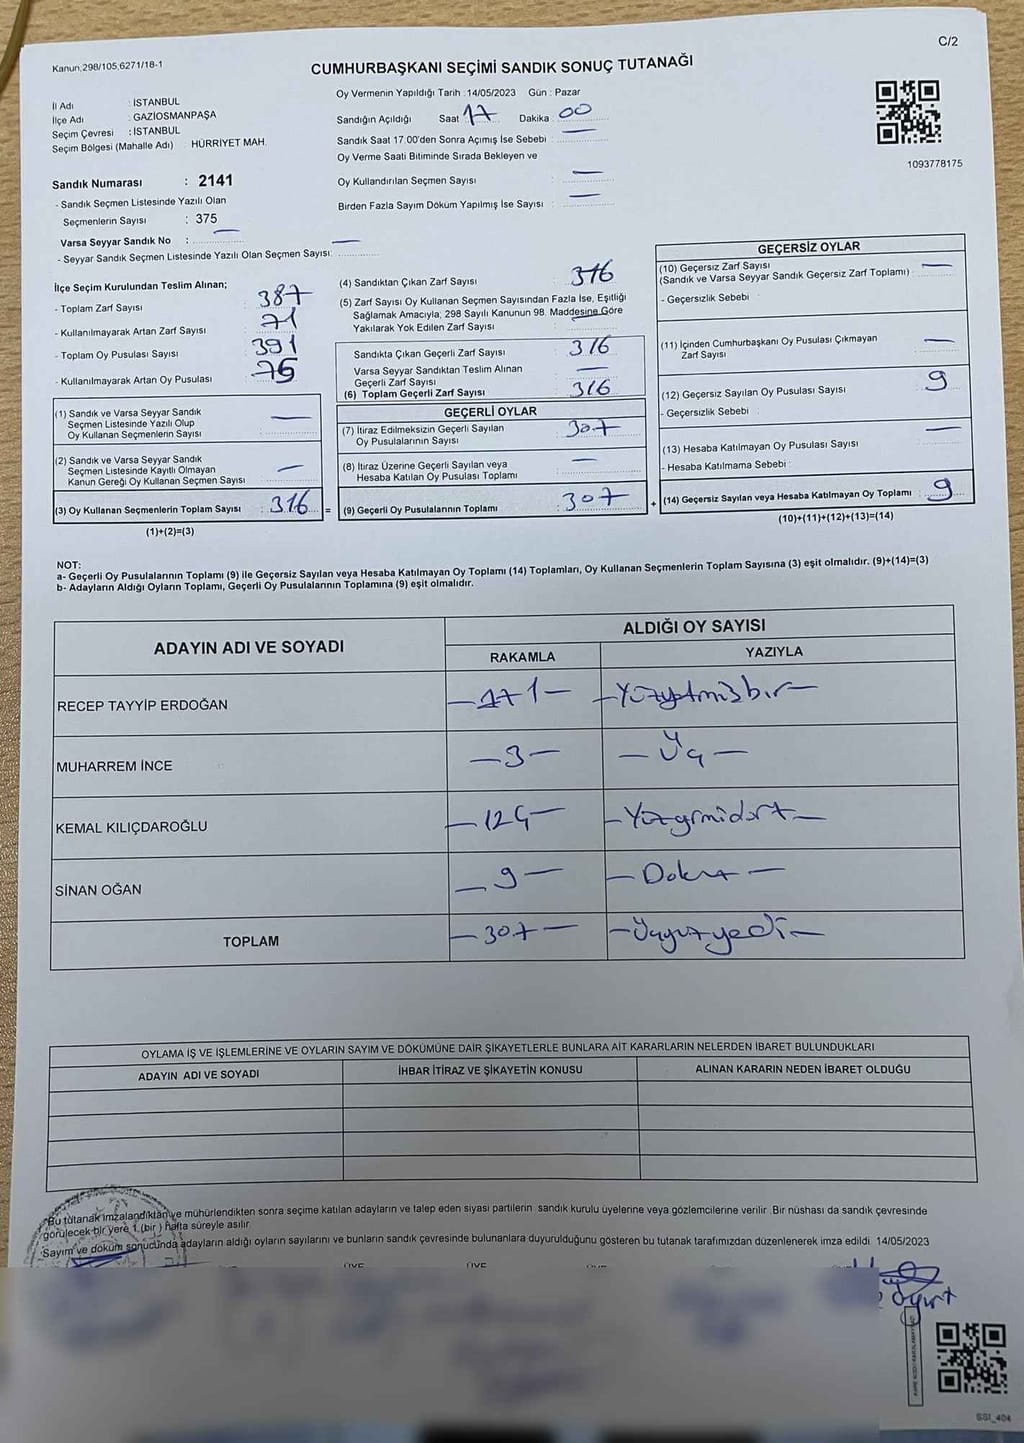 C/2
Kanun:298/105,6271/18-1
CUMHURBAŞKANI SEÇİMİ SANDIK SONUÇ TUTANAĞI
İl Adı : İSTANBUL
İlçe Adı : GAZİOSMANPAŞA
Seçim Çevresi : İSTANBUL
Seçim Bölgesi (Mahalle Adı) HÜRRİYET MAH.
Sandık Numarası : 2141
- Sandık Seçmen Listesinde Yazılı Olan
Seçmenlerin Sayısı : 375
Varsa Seyyar Sandık No : —
- Seyyar Sandık Seçmen Listesinde Yazılı Olan Seçmen Sayısı: —
Oy Vermenin Yapıldığı Tarih :14/05/2023 Gün : Pazar
Sandığın Açıldığı Saat 17 Dakika 00
Sandık Saat 17.00'den Sonra Açımış İse Sebebi : —
Oy Verme Saati Bitiminde Sırada Bekleyen ve
Oy Kullandırılan Seçmen Sayısı : —
Birden Fazla Sayım Döküm Yapılmış İse Sayısı : —
1093778175
İlçe Seçim Kurulundan Teslim Alınan;
- Toplam Zarf Sayısı 387
- Kullanılmayarak Artan Zarf Sayısı 71
- Toplam Oy Pusulası Sayısı 391
- Kullanılmayarak Artan Oy Pusulası 75
(1) Sandık ve Varsa Seyyar Sandık
Seçmen Listesinde Yazılı Olup
Oy Kullanan Seçmenlerin Sayısı : —
(2) Sandık ve Varsa Seyyar Sandık
Seçmen Listesinde Kayıtlı Olmayan
Kanun Gereği Oy Kullanan Seçmen Sayısı : —
(3) Oy Kullanan Seçmenlerin Toplam Sayısı : 316 =
(1)+(2)=(3)
(4) Sandıktan Çıkan Zarf Sayısı 316
(5) Zarf Sayısı Oy Kullanan Seçmen Sayısından Fazla İse, Eşitliği
Sağlamak Amacıyla; 298 Sayılı Kanunun 98. Maddesine Göre
Yakılarak Yok Edilen Zarf Sayısı —
Sandıkta Çıkan Geçerli Zarf Sayısı 316
Varsa Seyyar Sandıktan Teslim Alınan
Geçerli Zarf Sayısı —
(6) Toplam Geçerli Zarf Sayısı 316
GEÇERLİ OYLAR
(7) İtiraz Edilmeksizin Geçerli Sayılan
Oy Pusulalarının Sayısı 307
(8) İtiraz Üzerine Geçerli Sayılan veya
Hesaba Katılan Oy Pusulası Toplamı —
(9) Geçerli Oy Pusulalarının Toplamı : 307 +
GEÇERSİZ OYLAR
(10) Geçersiz Zarf Sayısı
(Sandık ve Varsa Seyyar Sandık Geçersiz Zarf Toplamı) : —
- Geçersizlik Sebebi :
(11) İçinden Cumhurbaşkanı Oy Pusulası Çıkmayan
Zarf Sayısı —
(12) Geçersiz Sayılan Oy Pusulası Sayısı 9
- Geçersizlik Sebebi :
(13) Hesaba Katılmayan Oy Pusulası Sayısı —
- Hesaba Katılmama Sebebi :
(14) Geçersiz Sayılan veya Hesaba Katılmayan Oy Toplamı : 9
(10)+(11)+(12)+(13)=(14)
NOT:
a- Geçerli Oy Pusulalarının Toplamı (9) ile Geçersiz Sayılan veya Hesaba Katılmayan Oy Toplamı (14) Toplamları, Oy Kullanan Seçmenlerin Toplam Sayısına (3) eşit olmalıdır. (9)+(14)=(3)
b- Adayların Aldığı Oyların Toplamı, Geçerli Oy Pusulalarının Toplamına (9) eşit olmalıdır.
ADAYIN ADI VE SOYADI ALDIĞI OY SAYISI
RAKAMLA YAZIYLA
RECEP TAYYİP ERDOĞAN —171— —Yüzyetmişbir—
MUHARREM İNCE —3— —Üç—
KEMAL KILIÇDAROĞLU —124— —Yüzyirmidört—
SİNAN OĞAN —9— —Dokuz—
TOPLAM —307— —Üçyüzyedi—
OYLAMA İŞ VE İŞLEMLERİNE VE OYLARIN SAYIM VE DÖKÜMÜNE DAİR ŞİKAYETLERLE BUNLARA AİT KARARLARIN NELERDEN İBARET BULUNDUKLARI
ADAYIN ADI VE SOYADI İHBAR İTİRAZ VE ŞİKAYETİN KONUSU ALINAN KARARIN NEDEN İBARET OLDUĞU
Bu tutanak imzalandıktan ve mühürlendikten sonra seçime katılan adayların ve talep eden siyasi partilerin sandık kurulu üyelerine veya gözlemcilerine verilir. Bir nüshası da sandık çevresinde
görülecek bir yere 1 (bir) hafta süreyle asılır.
Sayım ve döküm sonucunda adayların aldığı oyların sayılarını ve bunların sandık çevresinde bulunanlara duyurulduğunu gösteren bu tutanak tarafımızdan düzenlenerek imza edildi. 14/05/2023
ÜYE ÜYE
SSI_404